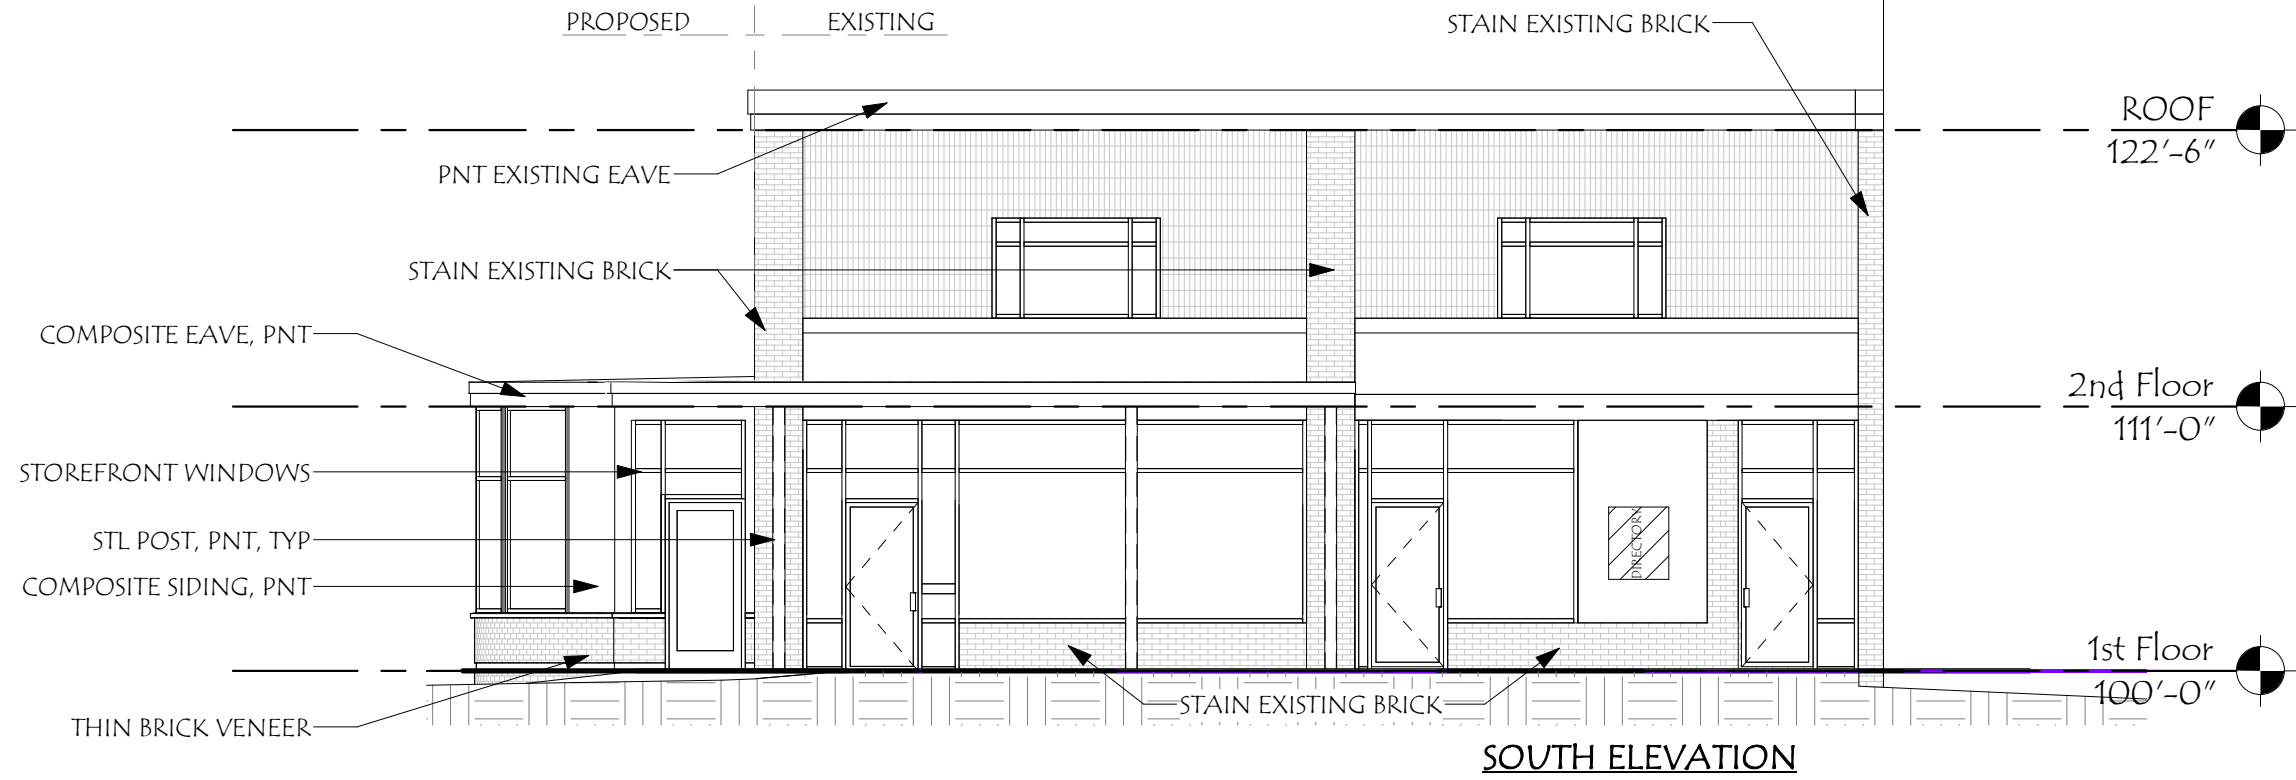 PROPOSED
EXISTING
STAIN EXISTING BRICK
ROOF
122'-6"
PNT EXISTING EAVE
STAIN EXISTING BRICK
COMPOSITE EAVE, PNT
2nd Floor
111'-0"
STOREFRONT WINDOWS
STL POST, PNT, TYP
DIRECTORY
COMPOSITE SIDING, PNT
1st Floor
100'-0"
STAIN EXISTING BRICK
THIN BRICK VENEER
SOUTH ELEVATION